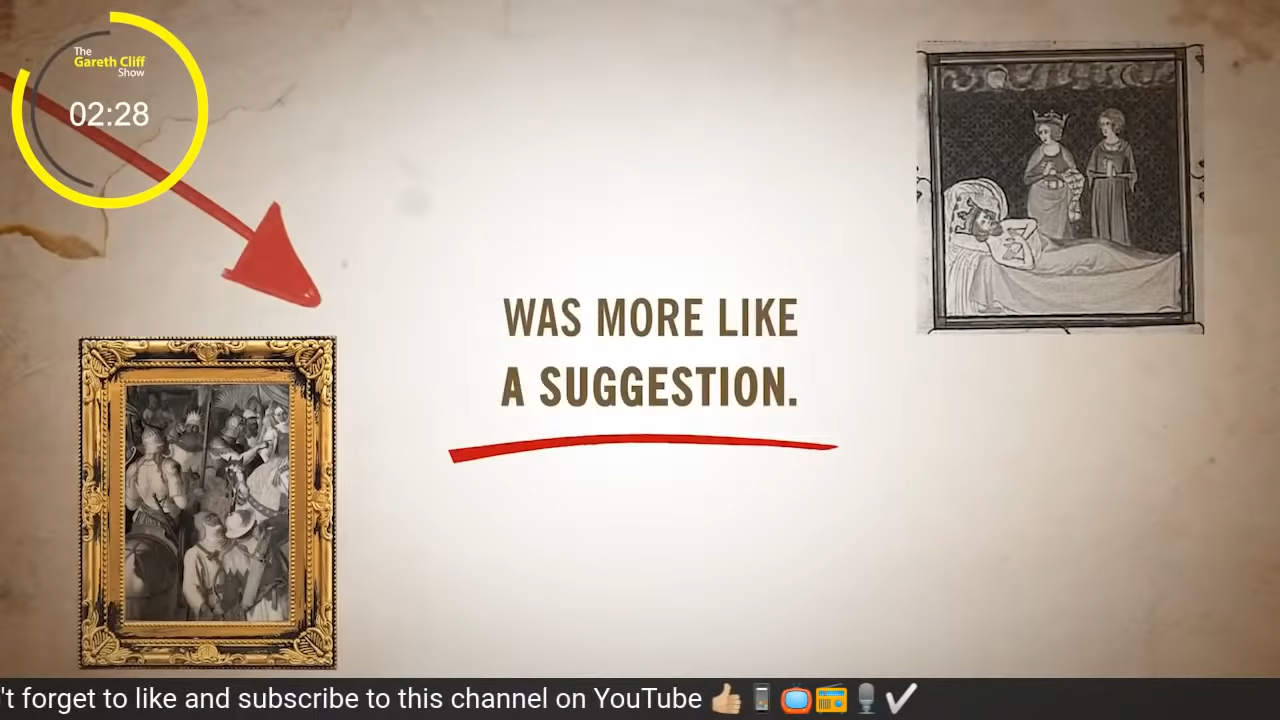 The
Gareth Cliff
Show
02:28
WAS MORE LIKE
A SUGGESTION.
't forget to like and subscribe to this channel on YouTube 👍🏼📱📺📻🎙️✔️